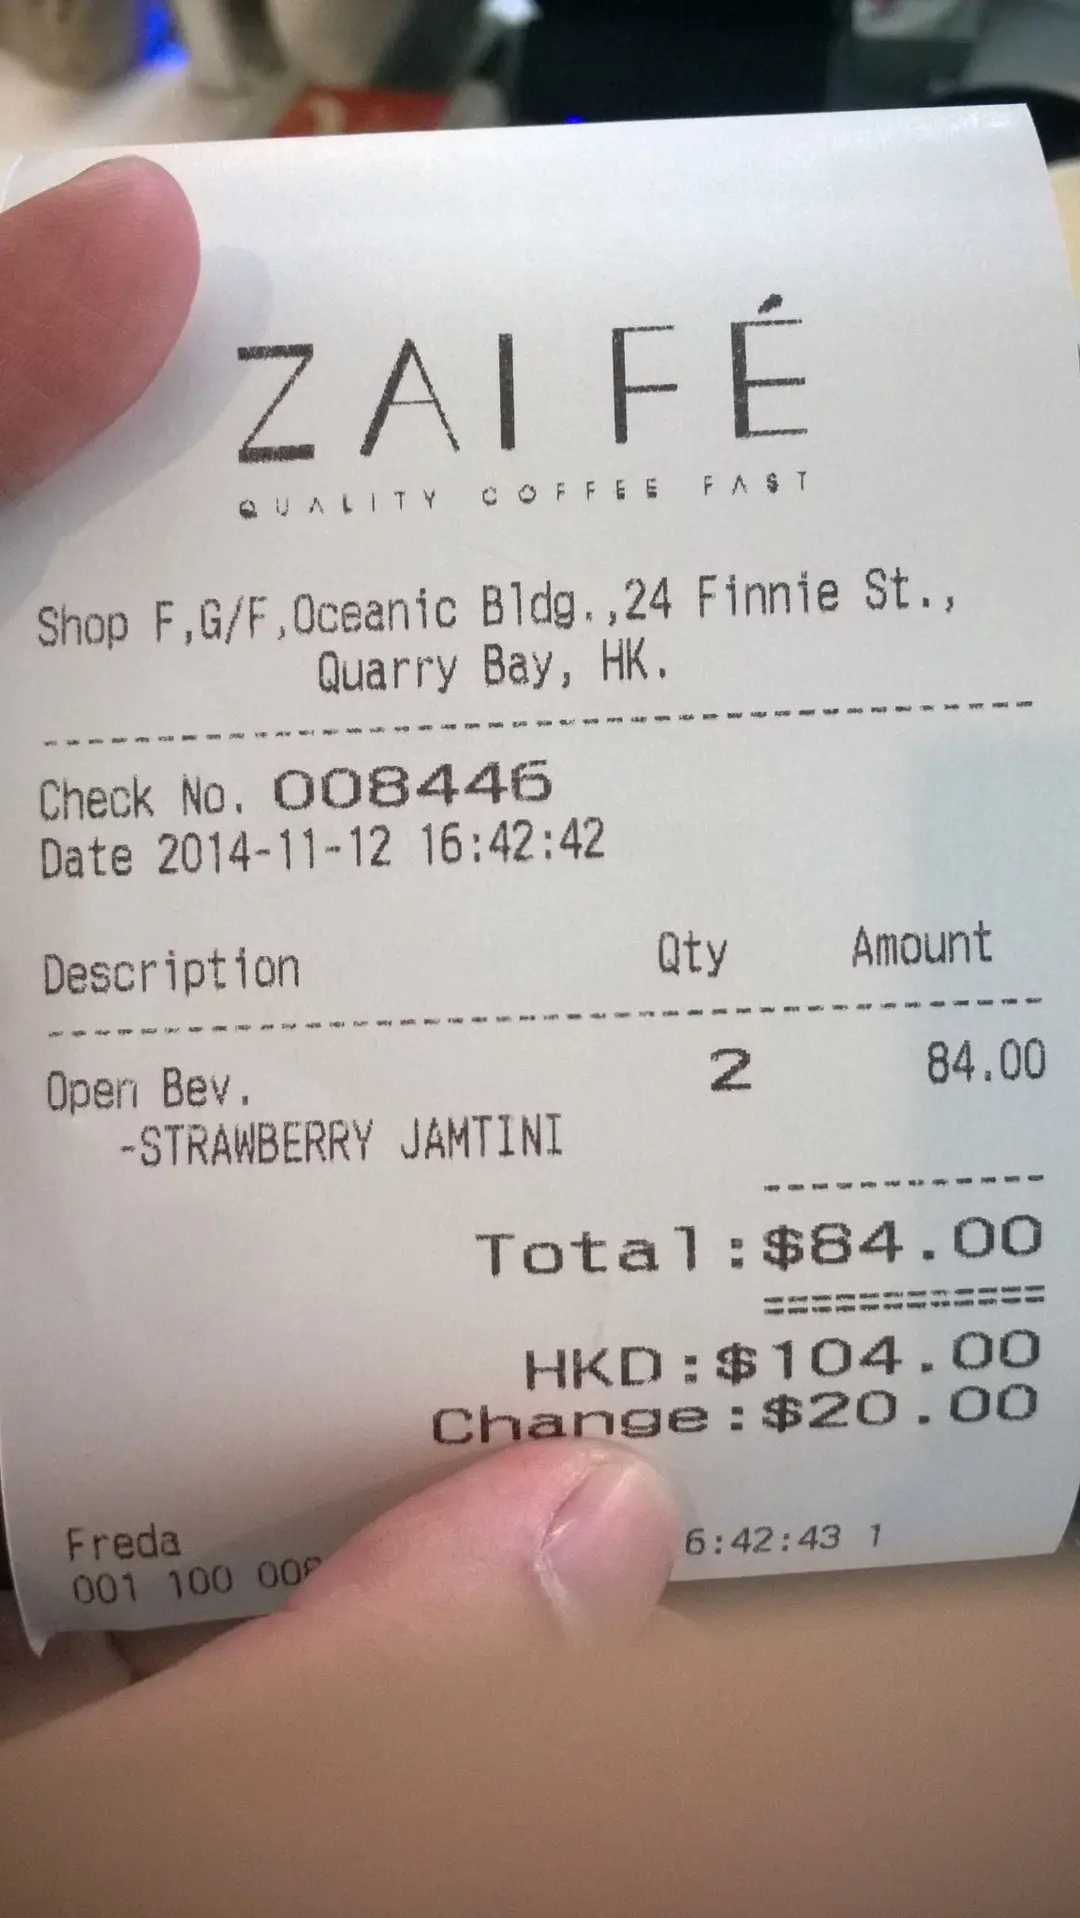 ZAIFÉ
QUALITY COFFEE FAST
Shop F,G/F,Oceanic Bldg.,24 Finnie St.,
Quarry Bay, HK.
Check No. 008446
Date 2014-11-12 16:42:42
Description Qty Amount
Open Bev. 2 84.00
-STRAWBERRY JAMTINI
Total:$84.00
HKD:$104.00
Change:$20.00
Freda
001 100 6:42:43 1